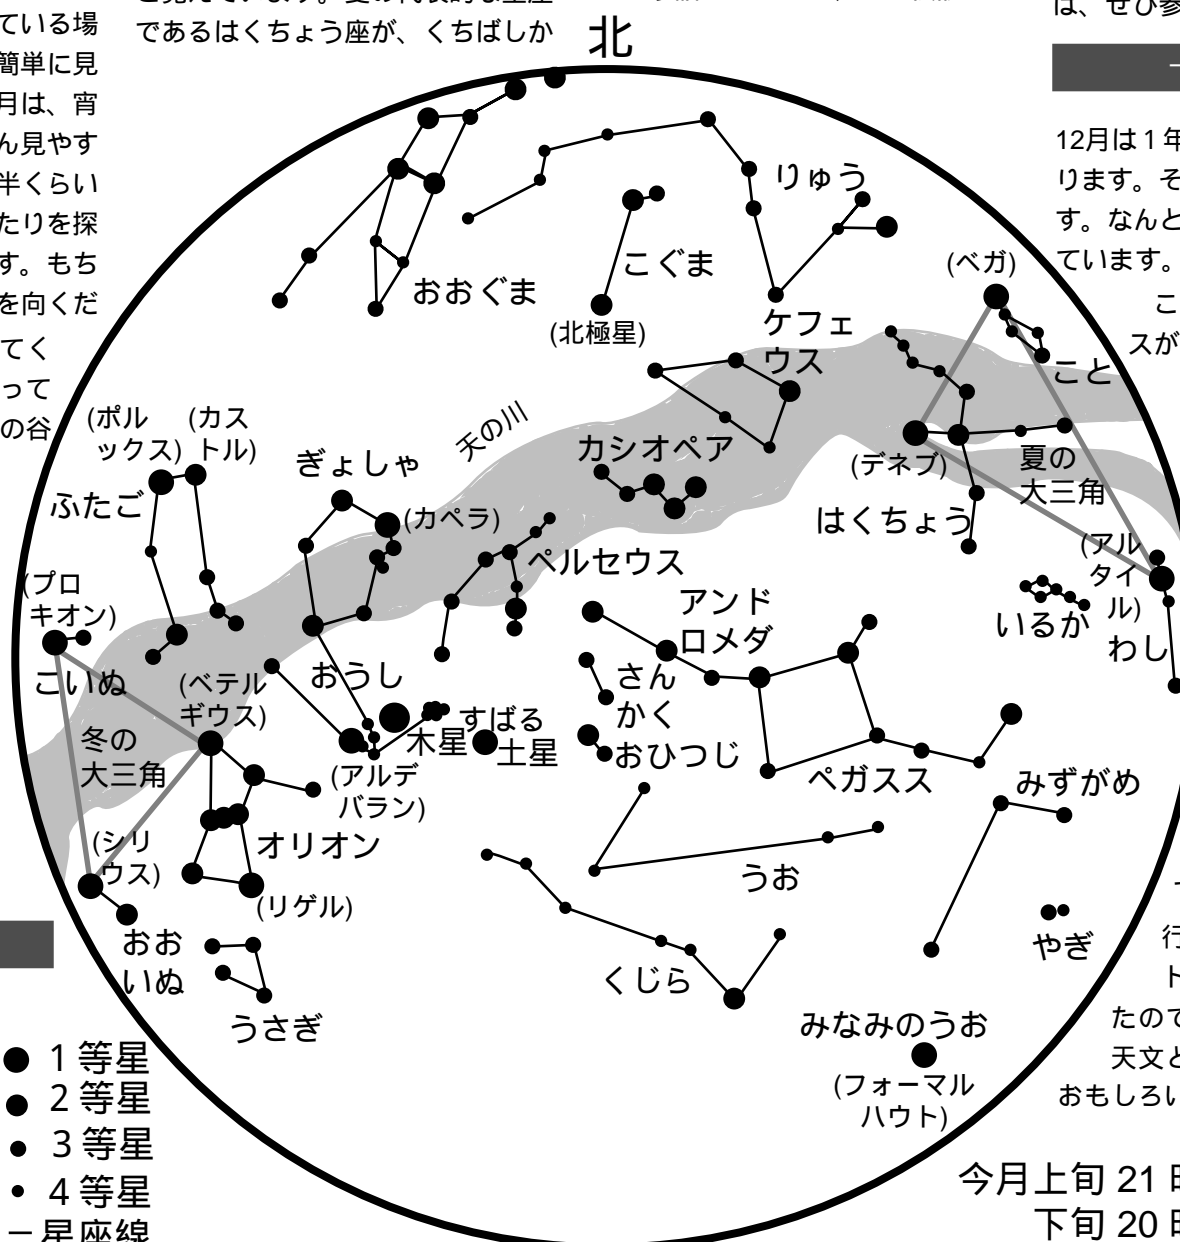 ている場
簡単に見
月は、宵
ん見やす
半くらい
たりを探
す。もち
を向くだ
てく
って
の谷
であるはくちょう座が、くちばしか
北
は、ぜひ参
12月は1年
ります。そ
す。なんと
ています。
こ
スが
りゅう
こぐま
おおぐま
(北極星)
(ベガ)
ケフェ
ウス
こと
(ポル
ックス)
(カス
トル)
天の川
カシオペア
ぎょしゃ
(デネブ)
夏の
大三角
ふたご
(カペラ)
はくちょう
(アル
タイ
ル)
(プロ
キオン)
ペルセウス
アンド
ロメダ
いるか
わし
こいぬ
(ベテル
ギウス)
おうし
さん
かく
すばる
木星
土星
おひつじ
冬の
大三角
(アルデ
バラン)
ペガスス
みずがめ
(シリ
ウス)
オリオン
(リゲル)
うお
おお
いぬ
くじら
やぎ
うさぎ
みなみのうお
(フォーマル
ハウト)
行
たので
天文と
おもしろい
1等星
2等星
3等星
4等星
星座線
今月上旬 21
下旬 20